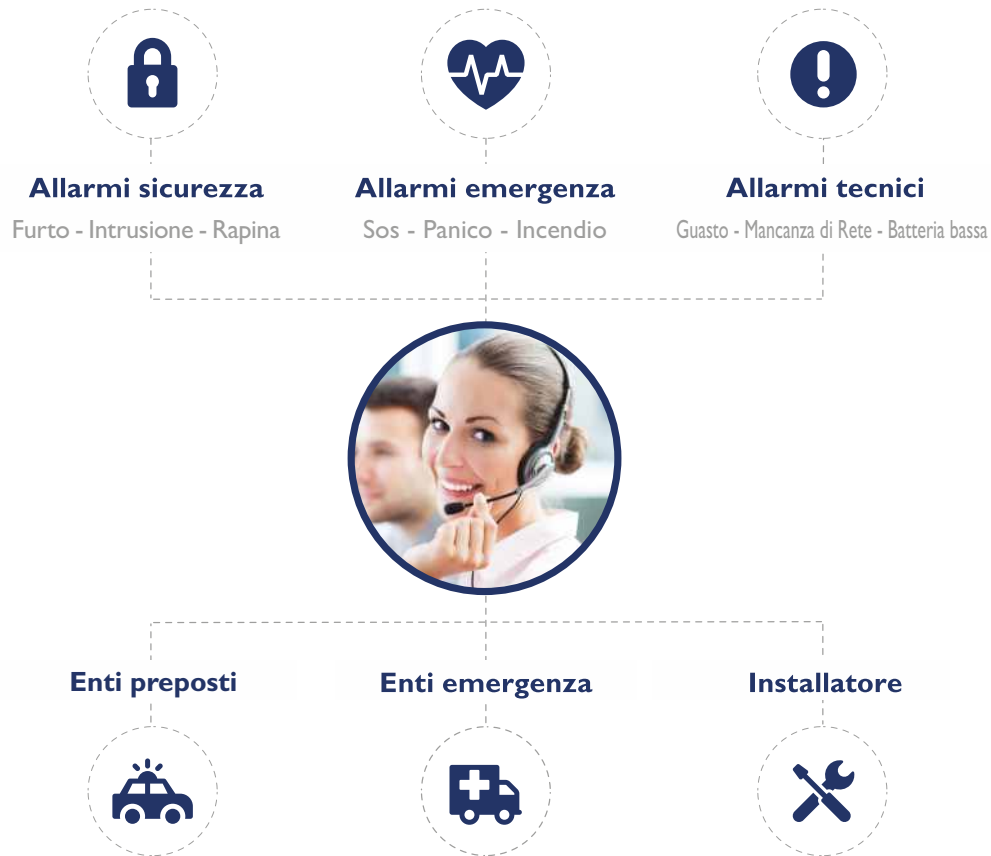 Allarmi sicurezza
Furto - Intrusione - Rapina
Allarmi emergenza
Sos - Panico - Incendio
Allarmi tecnici
Guasto - Mancanza di Rete - Batteria bassa
Enti preposti
Enti emergenza
Installatore